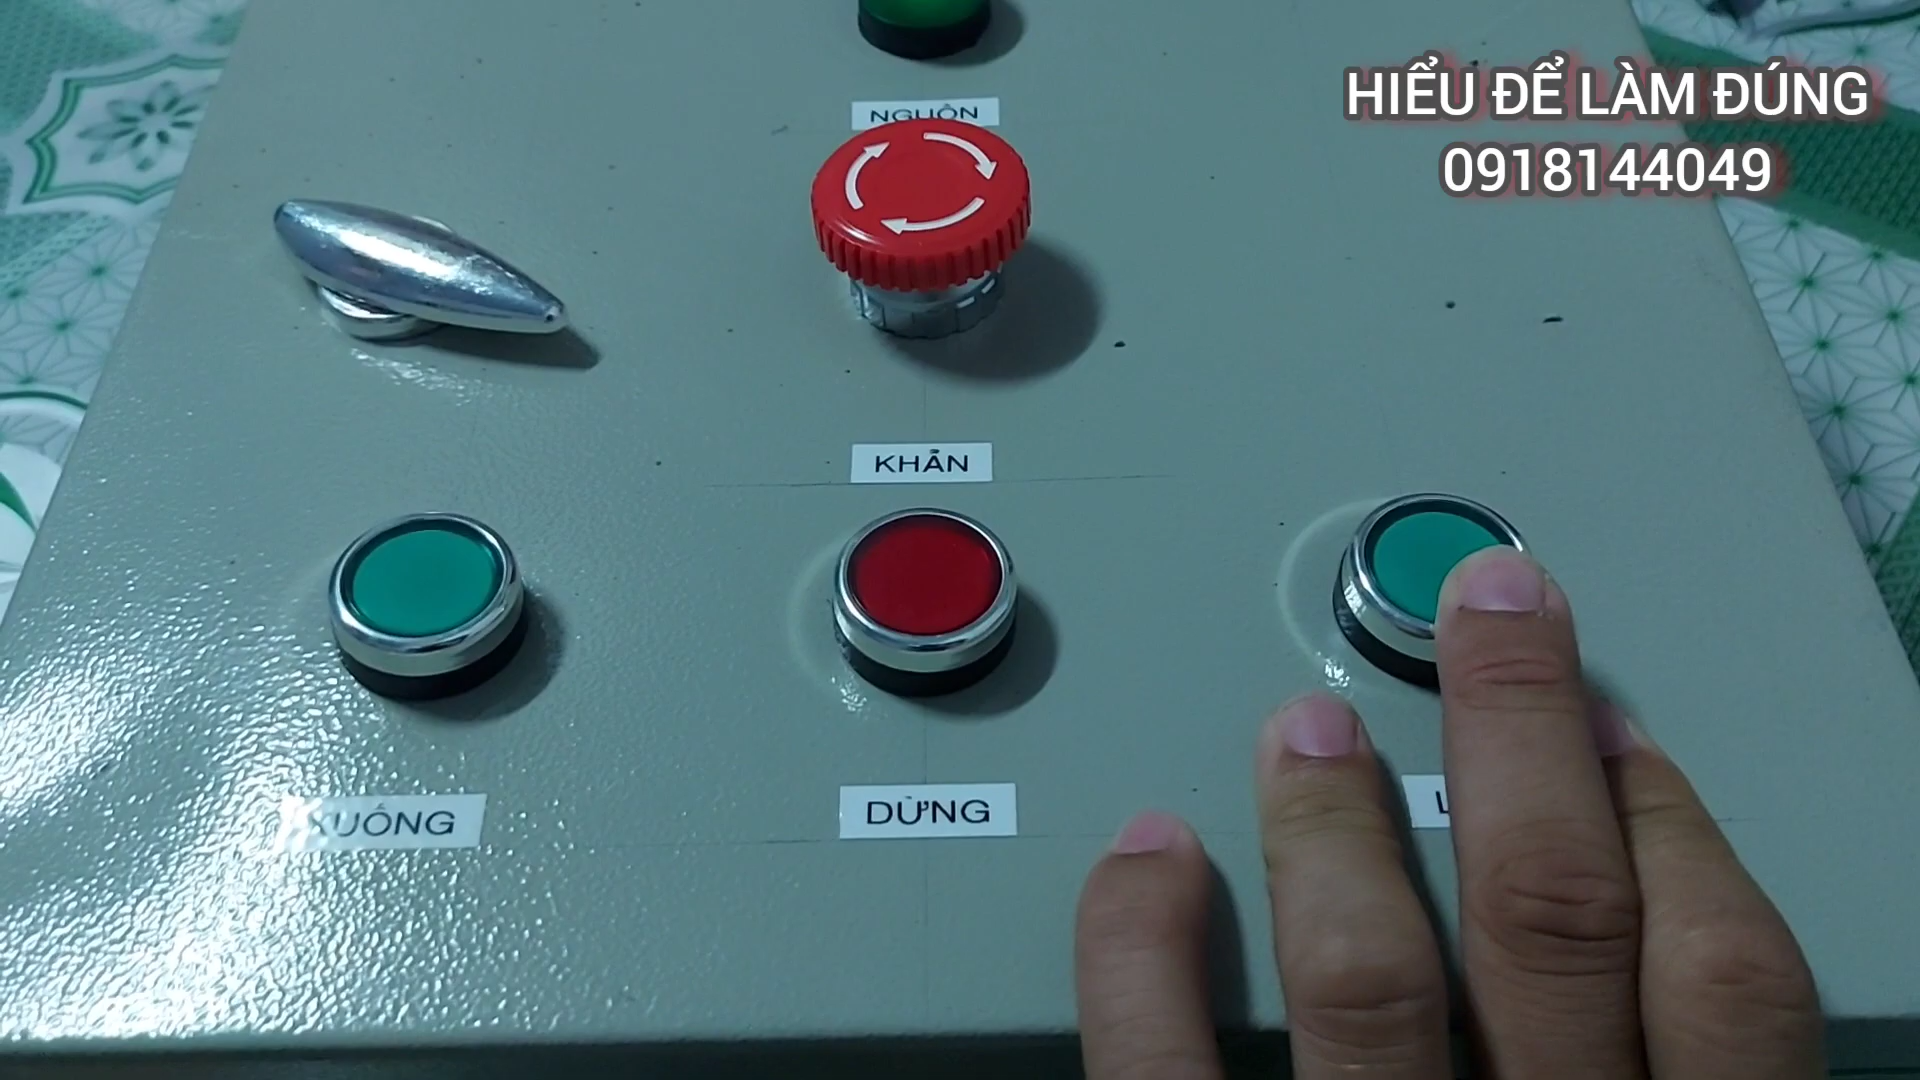 HIỂU ĐỂ LÀM ĐÚNG
0918144049
NGUỒN
KHẨN
XUỐNG
DỪNG